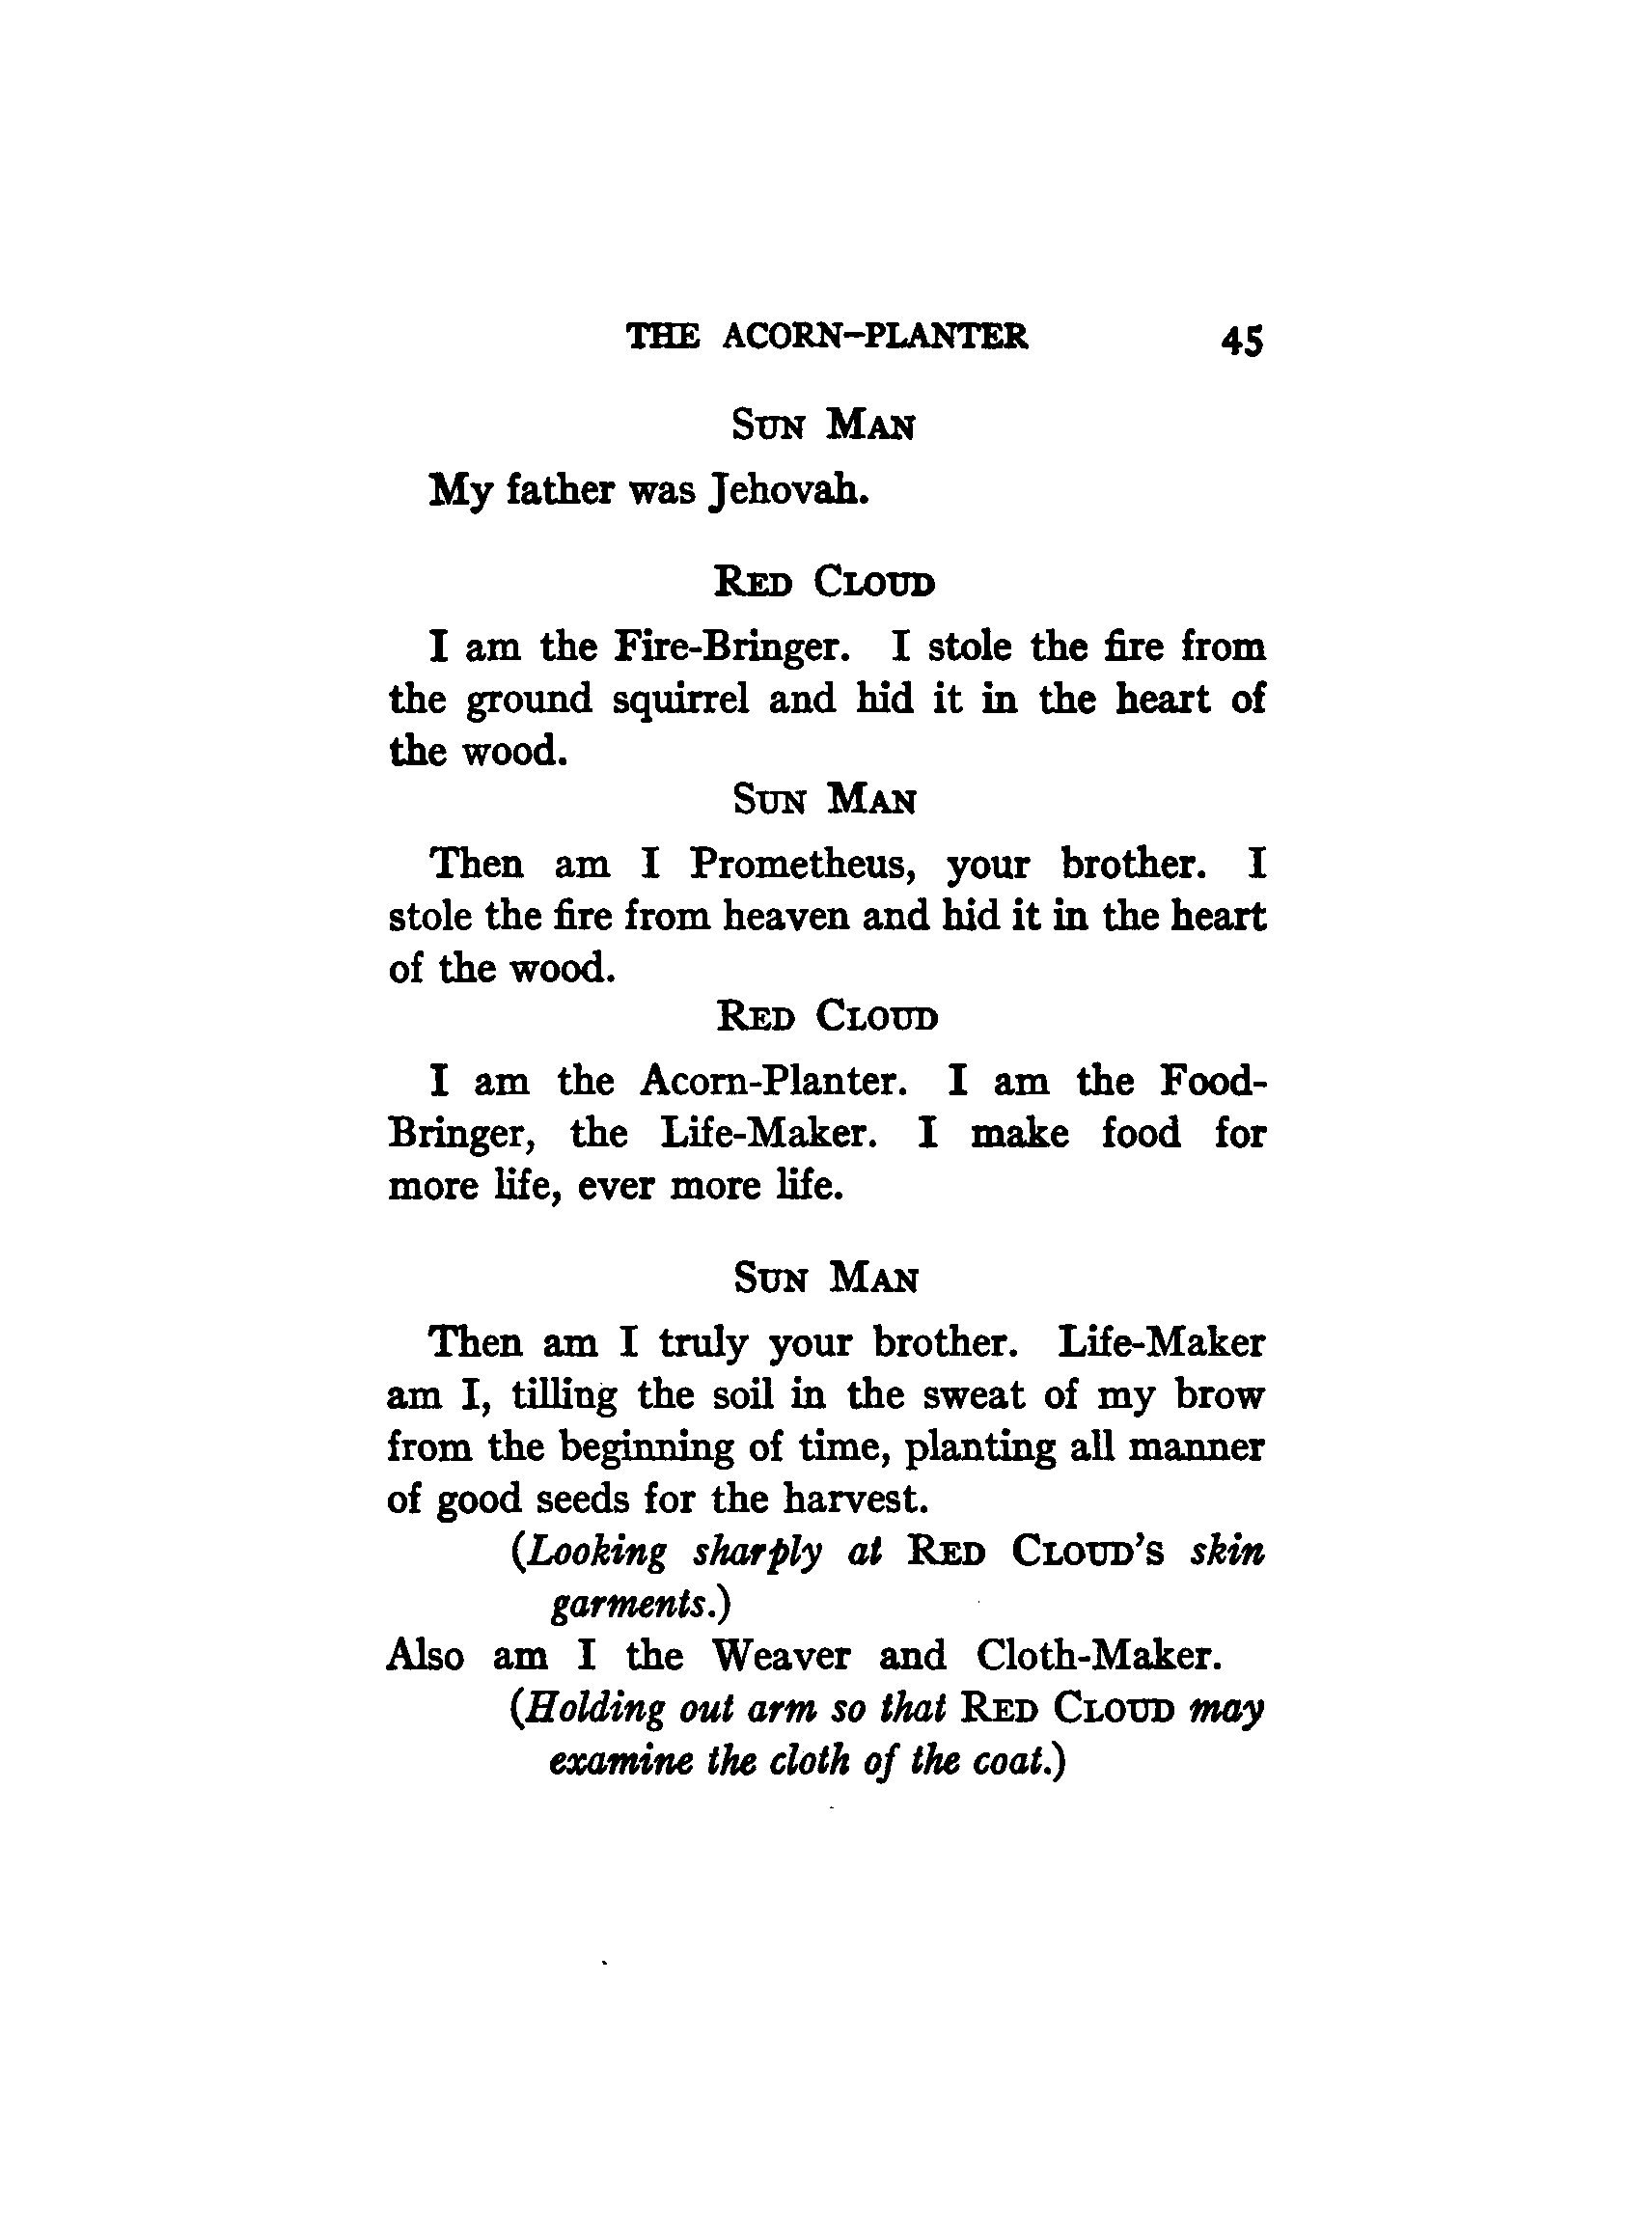 THE ACORN-PLANTER 45
SUN MAN
My father was Jehovah.
RED CLOUD
I am the Fire-Bringer. I stole the fire from
the ground squirrel and hid it in the heart of
the wood.
SUN MAN
Then am I Prometheus, your brother. I
stole the fire from heaven and hid it in the heart
of the wood.
RED CLOUD
I am the Acorn-Planter. I am the Food-
Bringer, the Life-Maker. I make food for
more life, ever more life.
SUN MAN
Then am I truly your brother. Life-Maker
am I, tilling the soil in the sweat of my brow
from the beginning of time, planting all manner
of good seeds for the harvest.
(Looking sharply at RED CLOUD'S skin
garments.)
Also am I the Weaver and Cloth-Maker.
(Holding out arm so that RED CLOUD may
examine the cloth of the coat.)